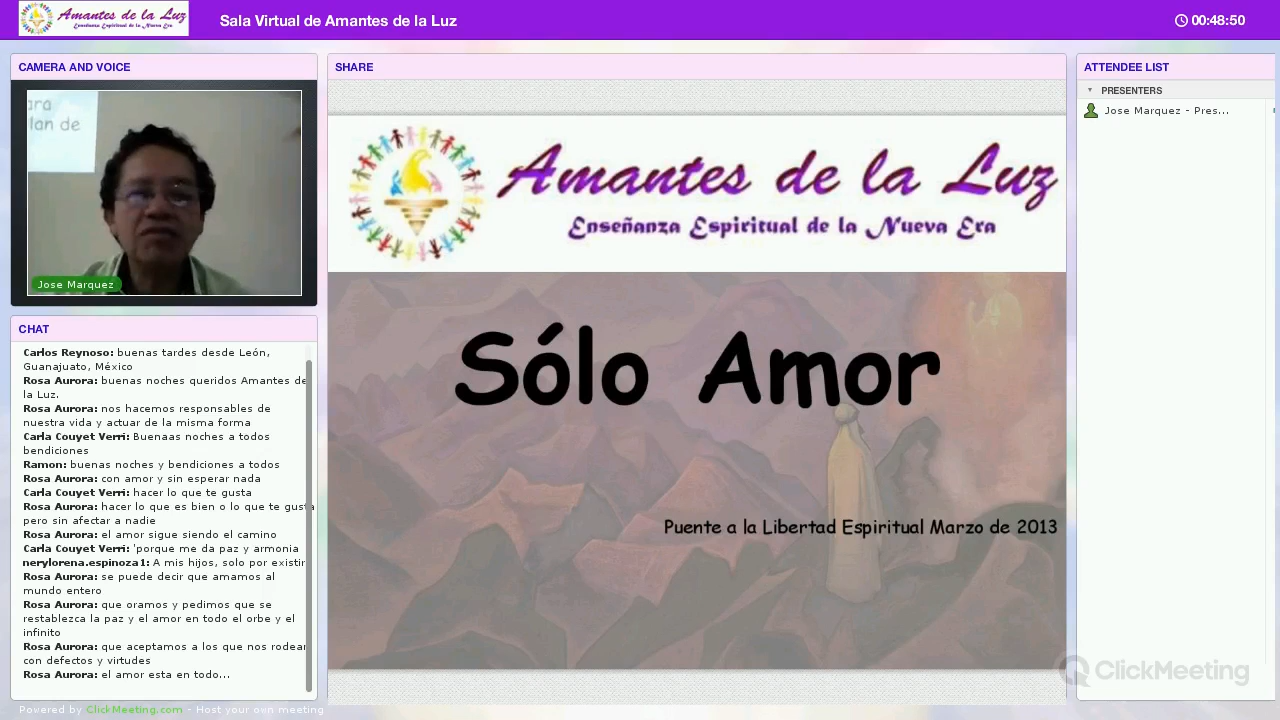 Amantes de la Luz
Enseñanza Espiritual de la Nueva Era
Sala Virtual de Amantes de la Luz
00:48:50
CAMERA AND VOICE
ara
lan de
Jose Marquez
CHAT
Carlos Reynoso: buenas tardes desde León,
Guanajuato, México
Rosa Aurora: buenas noches queridos Amantes de
la Luz.
Rosa Aurora: nos hacemos responsables de
nuestra vida y actuar de la misma forma
Carla Couyet Verri: Buenaas noches a todos
bendiciones
Ramon: buenas noches y bendiciones a todos
Rosa Aurora: con amor y sin esperar nada
Carla Couyet Verri: hacer lo que te gusta
Rosa Aurora: hacer lo que es bien o lo que te gusta
pero sin afectar a nadie
Rosa Aurora: el amor sigue siendo el camino
Carla Couyet Verri: 'porque me da paz y armonia
nerylorena.espinoza1: A mis hijos, solo por existir
Rosa Aurora: se puede decir que amamos al
mundo entero
Rosa Aurora: que oramos y pedimos que se
restablezca la paz y el amor en todo el orbe y el
infinito
Rosa Aurora: que aceptamos a los que nos rodean
con defectos y virtudes
Rosa Aurora: el amor esta en todo...
Powered by ClickMeeting.com - Host your own meeting
SHARE
Amantes de la Luz
Enseñanza Espiritual de la Nueva Era
Sólo Amor
Puente a la Libertad Espiritual Marzo de 2013
ATTENDEE LIST
PRESENTERS
Jose Marquez - Pres...
ClickMeeting